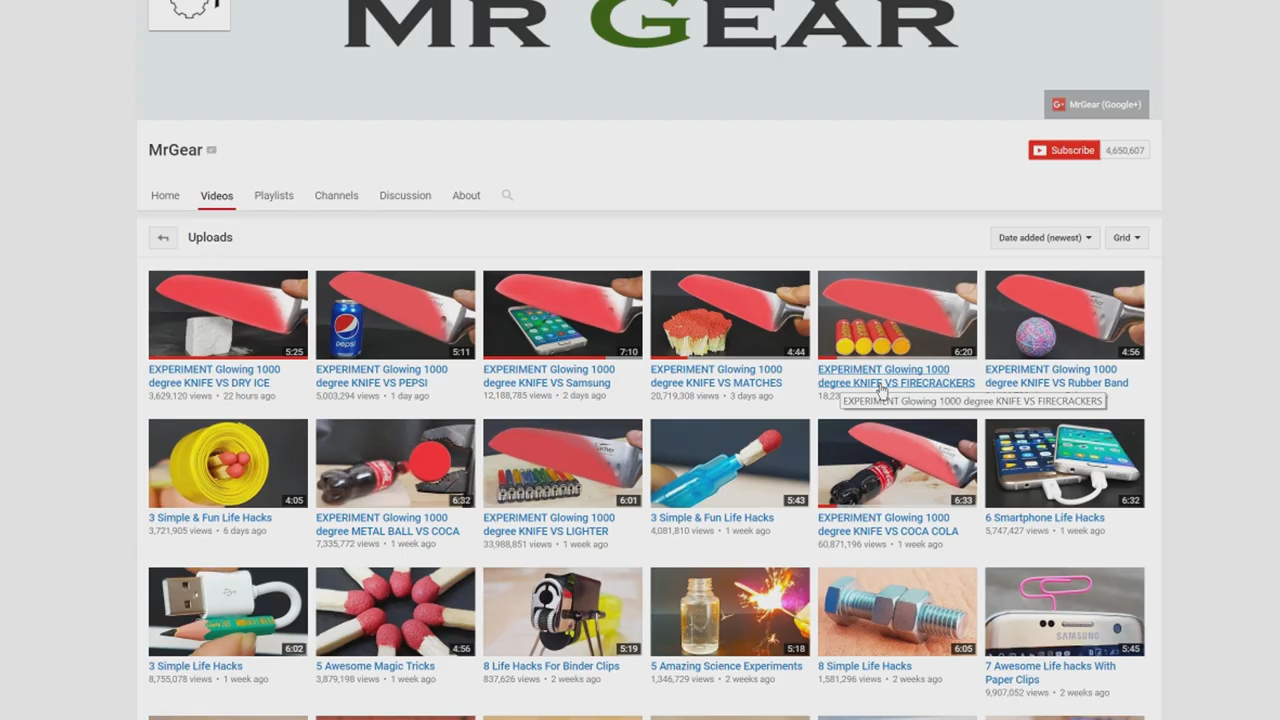 MR GEAR
MrGear (Google+)
MrGear
Subscribe 4,650,607
Home Videos Playlists Channels Discussion About
Uploads
Date added (newest) Grid
5:25 5:11 7:10 4:44 6:20 4:56
EXPERIMENT Glowing 1000 degree KNIFE VS DRY ICE
3,629,120 views • 22 hours ago
pepsi
EXPERIMENT Glowing 1000 degree KNIFE VS PEPSI
5,003,294 views • 1 day ago
EXPERIMENT Glowing 1000 degree KNIFE VS Samsung
12,188,785 views • 2 days ago
EXPERIMENT Glowing 1000 degree KNIFE VS MATCHES
20,719,308 views • 3 days ago
EXPERIMENT Glowing 1000 degree KNIFE VS FIRECRACKERS
18,23
EXPERIMENT Glowing 1000 degree KNIFE VS FIRECRACKERS
EXPERIMENT Glowing 1000 degree KNIFE VS Rubber Band
4:05 6:32 6:01 5:43 6:33 6:32
3 Simple & Fun Life Hacks
3,721,905 views • 6 days ago
EXPERIMENT Glowing 1000 degree METAL BALL VS COCA
7,335,772 views • 1 week ago
EXPERIMENT Glowing 1000 degree KNIFE VS LIGHTER
33,988,851 views • 1 week ago
3 Simple & Fun Life Hacks
4,081,810 views • 1 week ago
EXPERIMENT Glowing 1000 degree KNIFE VS COCA COLA
60,871,196 views • 1 week ago
6 Smartphone Life Hacks
5,747,427 views • 1 week ago
6:02 4:56 5:19 5:18 6:05 5:45
SAMSUNG
3 Simple Life Hacks
8,755,078 views • 1 week ago
5 Awesome Magic Tricks
3,879,198 views • 1 week ago
8 Life Hacks For Binder Clips
837,626 views • 2 weeks ago
5 Amazing Science Experiments
1,346,729 views • 2 weeks ago
8 Simple Life Hacks
1,581,296 views • 2 weeks ago
7 Awesome Life hacks With Paper Clips
9,907,052 views • 2 weeks ago